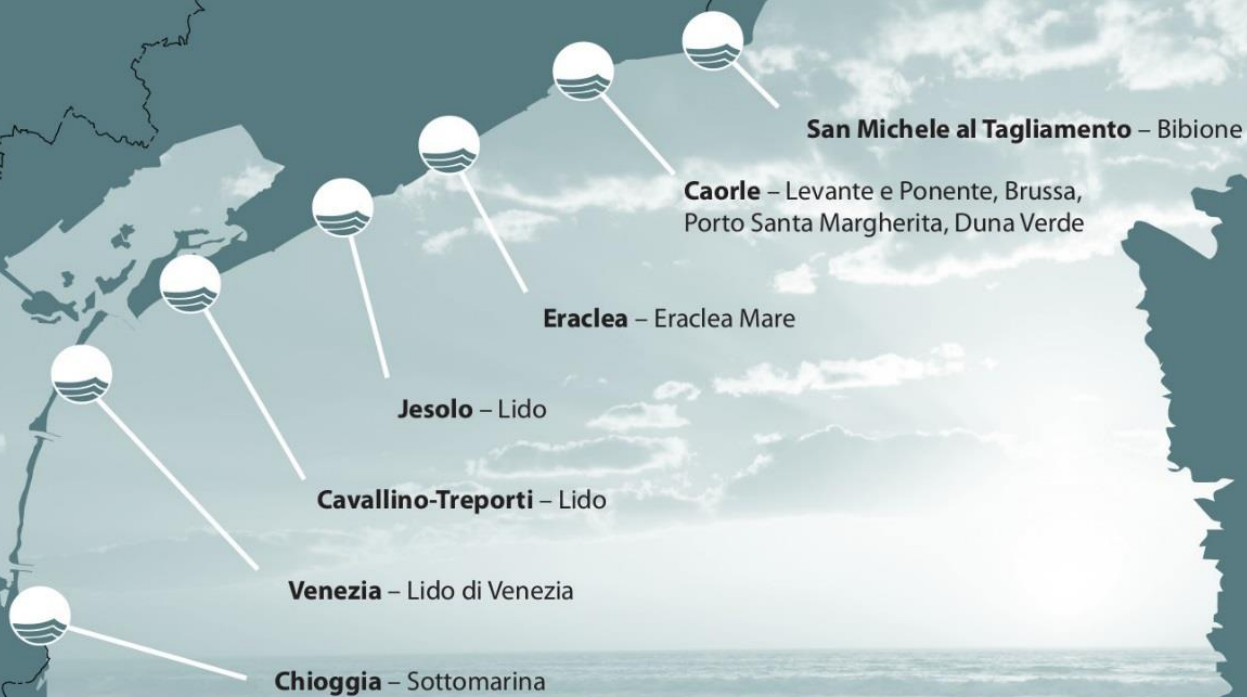 San Michele al Tagliamento – Bibione
Caorle – Levante e Ponente, Brussa,
Porto Santa Margherita, Duna Verde
Eraclea – Eraclea Mare
Jesolo – Lido
Cavallino-Treporti – Lido
Venezia – Lido di Venezia
Chioggia – Sottomarina